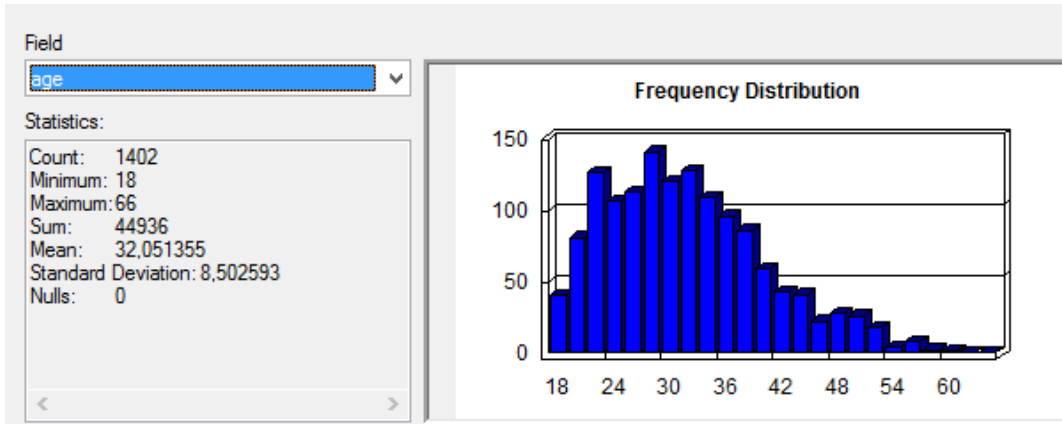 Field
age
Statistics:
Count: 1402
Minimum: 18
Maximum: 66
Sum: 44936
Mean: 32,051355
Standard Deviation: 8,502593
Nulls: 0
Frequency Distribution
150
100
50
0
18 24 30 36 42 48 54 60